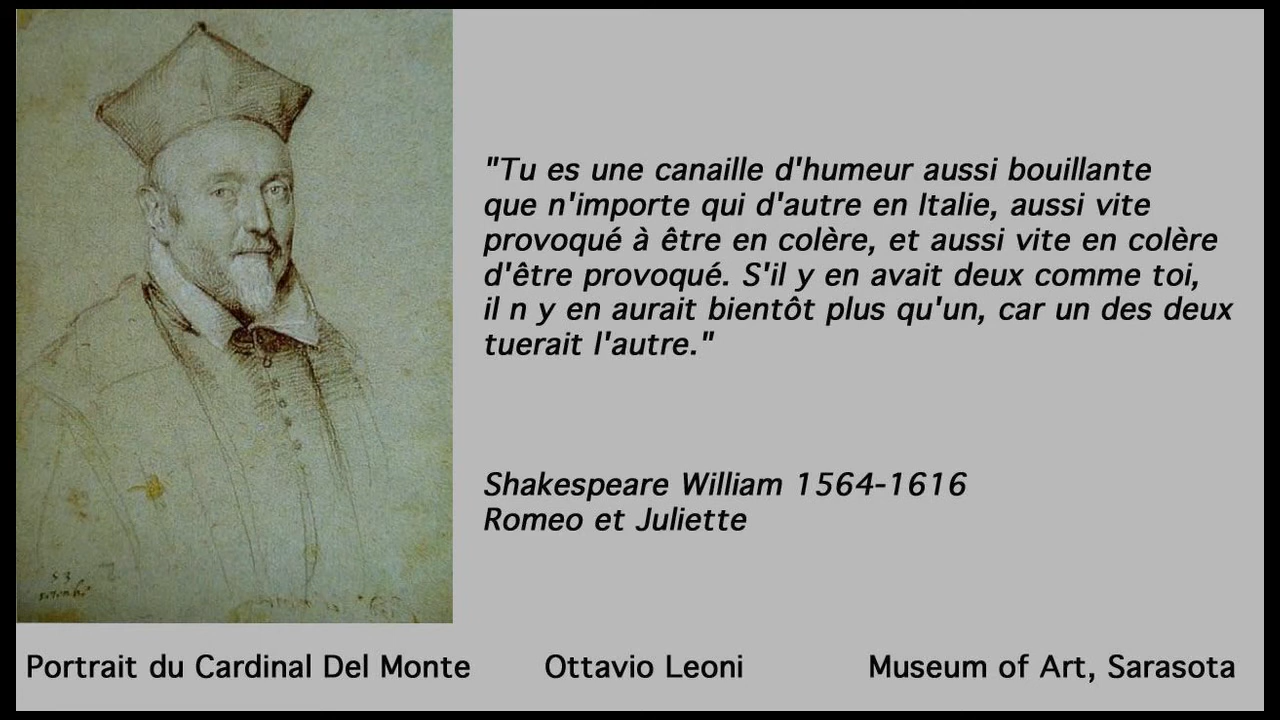 "Tu es une canaille d'humeur aussi bouillante
que n'importe qui d'autre en Italie, aussi vite
provoqué à être en colère, et aussi vite en colère
d'être provoqué. S'il y en avait deux comme toi,
il n y en aurait bientôt plus qu'un, car un des deux
tuerait l'autre."
Shakespeare William 1564-1616
Romeo et Juliette
Portrait du Cardinal Del Monte Ottavio Leoni Museum of Art, Sarasota